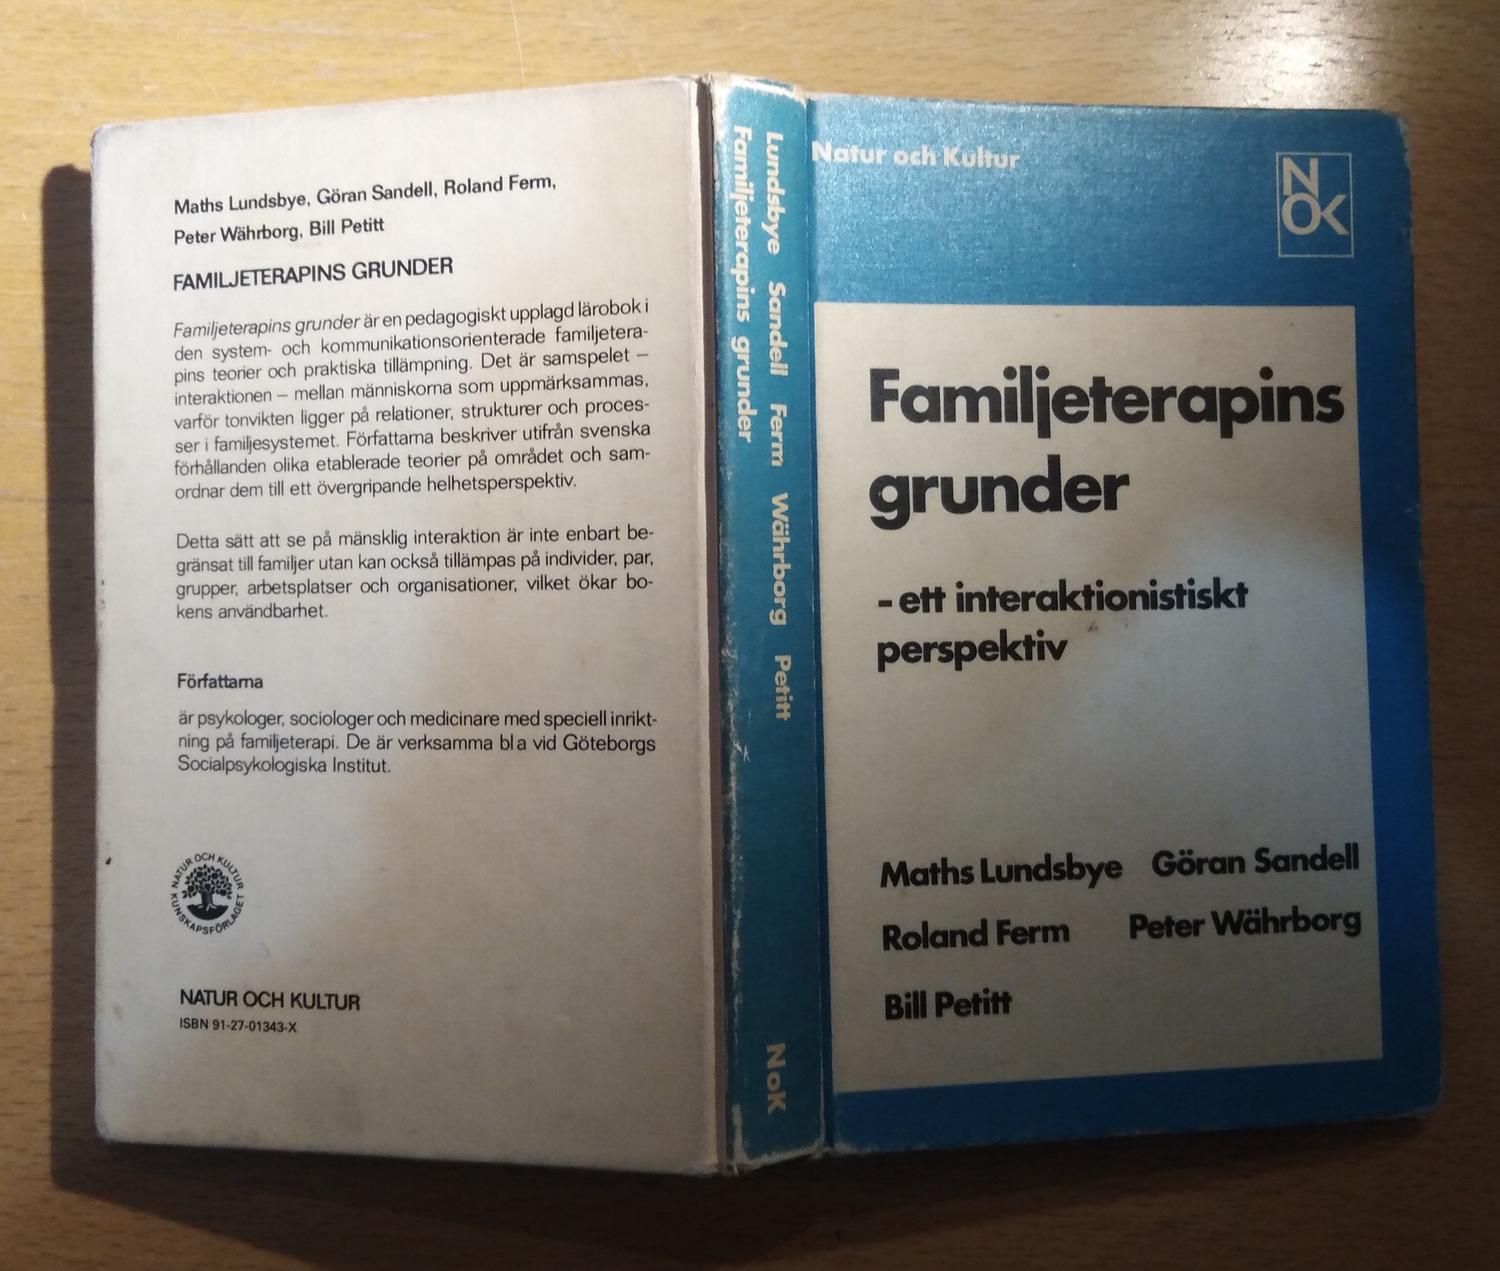 Maths Lundsbye, Göran Sandell, Roland Ferm,
Peter Währborg, Bill Petitt
FAMILJETERAPINS GRUNDER
Familjeterapins grunder är en pedagogiskt upplagd lärobok i
den system- och kommunikationsorienterade familjetera-
pins teorier och praktiska tillämpning. Det är samspelet –
interaktionen – mellan människorna som uppmärksammas,
varför tonvikten ligger på relationer, strukturer och proces-
ser i familjesystemet. Författarna beskriver utifrån svenska
förhållanden olika etablerade teorier på området och sam-
ordnar dem till ett övergripande helhetsperspektiv.
Detta sätt att se på mänsklig interaktion är inte enbart be-
gränsat till familjer utan kan också tillämpas på individer, par,
grupper, arbetsplatser och organisationer, vilket ökar bo-
kens användbarhet.
Författarna
är psykologer, sociologer och medicinare med speciell inrikt-
ning på familjeterapi. De är verksamma bl a vid Göteborgs
Socialpsykologiska Institut.
NATUR OCH KULTUR
KUNSKAPSFÖRLAGET
NATUR OCH KULTUR
ISBN 91-27-01343-X
Lundsbye Sandell Ferm Währborg Petitt
Familjeterapins grunder
NoK
Natur och Kultur
N
OK
Familjeterapins
grunder
- ett interaktionistiskt
perspektiv
Maths Lundsbye Göran Sandell
Roland Ferm Peter Währborg
Bill Petitt